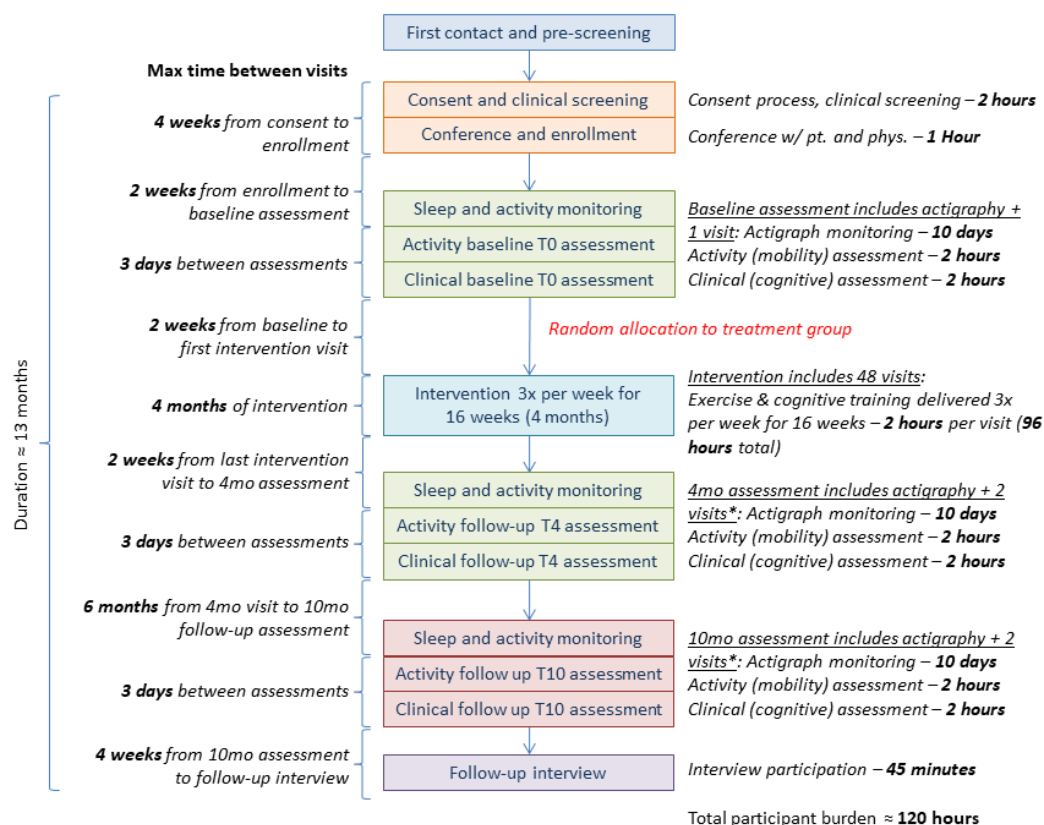 First contact and pre-screening
Max time between visits
Duration ≈ 13 months
4 weeks from consent to
enrollment
Consent and clinical screening
Conference and enrollment
Consent process, clinical screening – 2 hours
Conference w/ pt. and phys. – 1 Hour
2 weeks from enrollment to
baseline assessment
3 days between assessments
Sleep and activity monitoring
Activity baseline T0 assessment
Clinical baseline T0 assessment
Baseline assessment includes actigraphy +
1 visit: Actigraph monitoring – 10 days
Activity (mobility) assessment – 2 hours
Clinical (cognitive) assessment – 2 hours
2 weeks from baseline to
first intervention visit
Random allocation to treatment group
4 months of intervention
Intervention 3x per week for
16 weeks (4 months)
Intervention includes 48 visits:
Exercise & cognitive training delivered 3x
per week for 16 weeks – 2 hours per visit (96
hours total)
2 weeks from last intervention
visit to 4mo assessment
3 days between assessments
Sleep and activity monitoring
Activity follow-up T4 assessment
Clinical follow-up T4 assessment
4mo assessment includes actigraphy + 2
visits*: Actigraph monitoring – 10 days
Activity (mobility) assessment – 2 hours
Clinical (cognitive) assessment – 2 hours
6 months from 4mo visit to 10mo
follow-up assessment
3 days between assessments
Sleep and activity monitoring
Activity follow up T10 assessment
Clinical follow up T10 assessment
10mo assessment includes actigraphy + 2
visits*: Actigraph monitoring – 10 days
Activity (mobility) assessment – 2 hours
Clinical (cognitive) assessment – 2 hours
4 weeks from 10mo assessment
to follow-up interview
Follow-up interview
Interview participation – 45 minutes
Total participant burden ≈ 120 hours